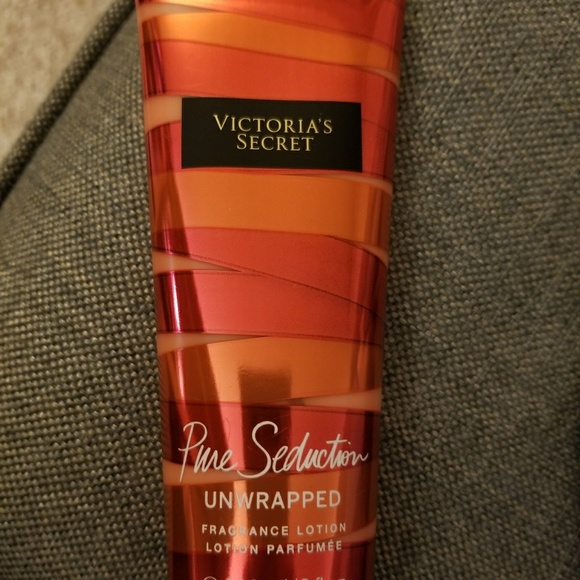 VICTORIA'S
SECRET
Pure Seduction
UNWRAPPED
FRAGRANCE LOTION
LOTION PARFUMÉE